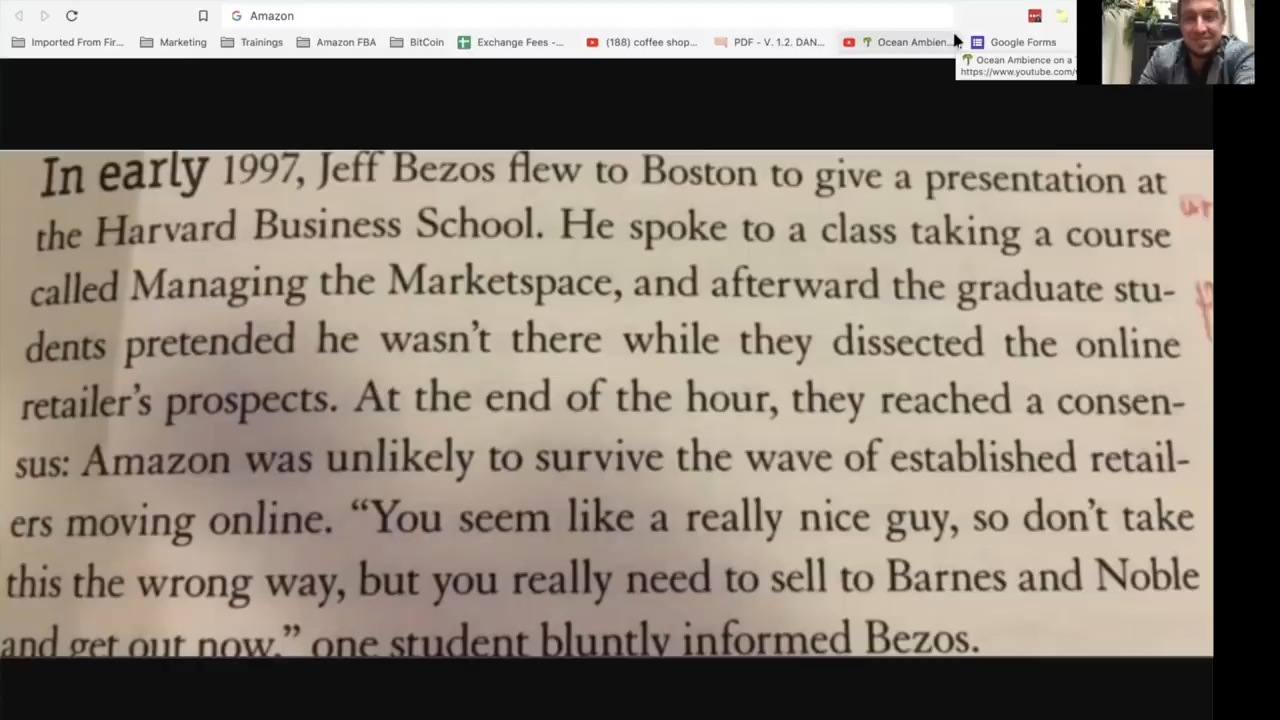 Amazon
Imported From Fir...
Marketing
Trainings
Amazon FBA
BitCoin
Exchange Fees -...
(188) coffee shop...
PDF - V. 1.2. DAN...
Ocean Ambien...
Google Forms
Ocean Ambience on a
https://www.youtube.com/
In early 1997, Jeff Bezos flew to Boston to give a presentation at
the Harvard Business School. He spoke to a class taking a course
called Managing the Marketspace, and afterward the graduate stu-
dents pretended he wasn't there while they dissected the online
retailer's prospects. At the end of the hour, they reached a consen-
sus: Amazon was unlikely to survive the wave of established retail-
ers moving online. “You seem like a really nice guy, so don't take
this the wrong way, but you really need to sell to Barnes and Noble
and get out now.” one student bluntly informed Bezos.